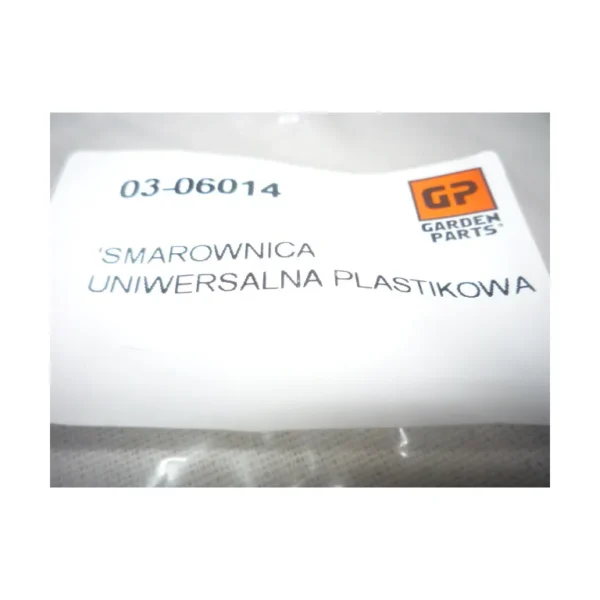 03-06014
GP
GARDEN
PARTS®
'SMAROWNICA
UNIWERSALNA PLASTIKOWA